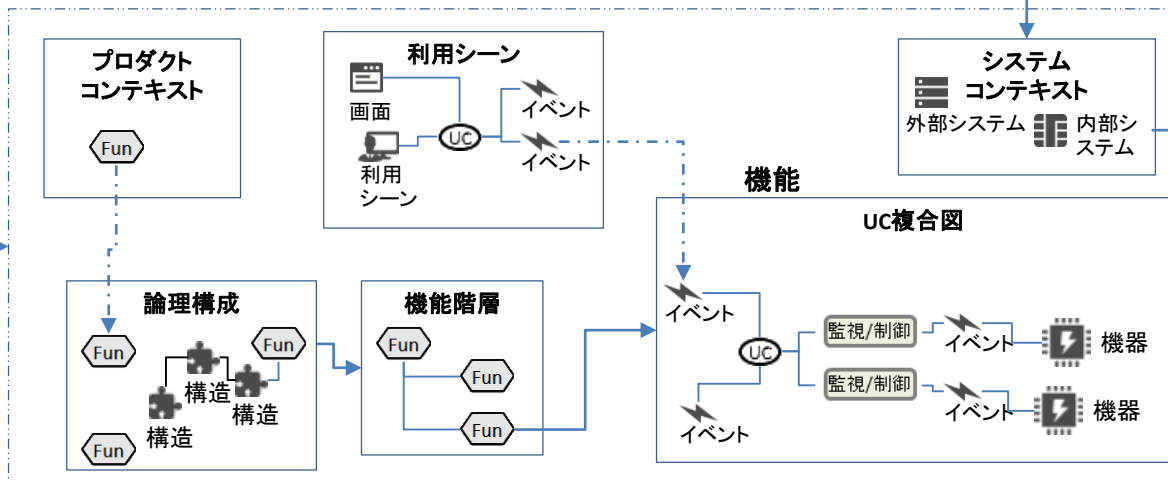 プロダクト
コンテキスト
Fun
利用シーン
画面
UC
利用
シーン
イベント
イベント
システム
コンテキスト
外部システム
内部シ
ステム
論理構成
Fun
Fun
構造
構造
構造
Fun
機能階層
Fun
Fun
Fun
機能
UC複合図
イベント
UC
イベント
監視/制御
イベント
機器
監視/制御
イベント
機器